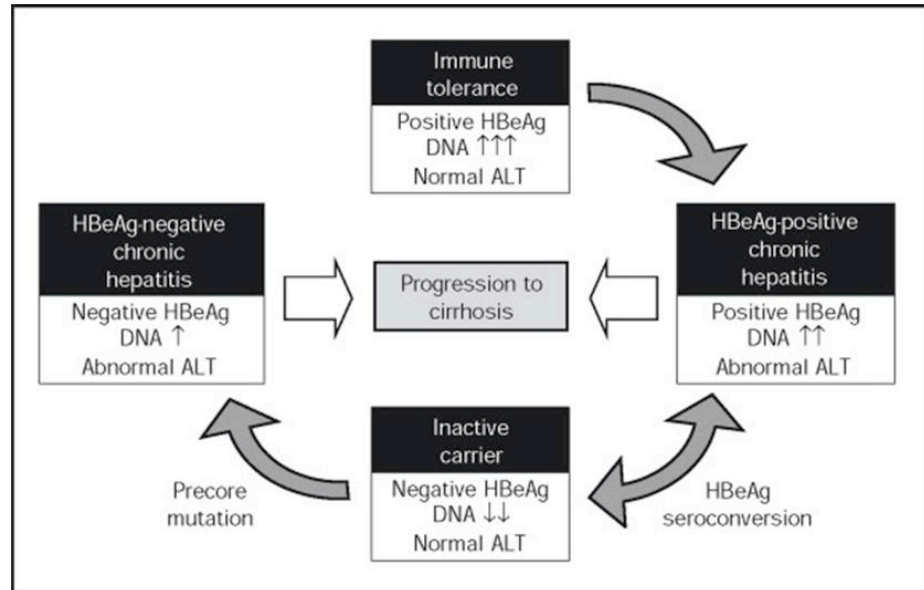 Immune
tolerance
Positive HBeAg
DNA ↑↑↑
Normal ALT
HBeAg-negative
chronic
hepatitis
Negative HBeAg
DNA ↑
Abnormal ALT
Progression to
cirrhosis
HBeAg-positive
chronic
hepatitis
Positive HBeAg
DNA ↑↑
Abnormal ALT
Precore
mutation
Inactive
carrier
Negative HBeAg
DNA ↓↓
Normal ALT
HBeAg
seroconversion